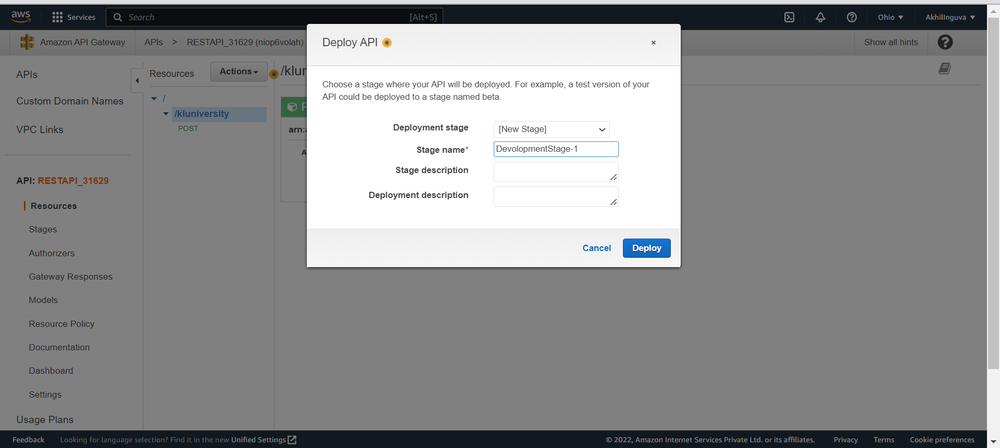 aws
Services
Search
[Alt+S]
Ohio ▼
AkhilInguva ▼
Amazon API Gateway
APIs > RESTAPI_31629 (niop6volah)
Show all hints
APIs
Custom Domain Names
VPC Links
API: RESTAPI_31629
Resources
Stages
Authorizers
Gateway Responses
Models
Resource Policy
Documentation
Dashboard
Settings
Usage Plans
Resources
Actions
/
/kluniversity
POST
Deploy API
×
Choose a stage where your API will be deployed. For example, a test version of your
API could be deployed to a stage named beta.
Deployment stage
[New Stage]
Stage name*
DevolopmentStage-1
Stage description
Deployment description
Cancel
Deploy
Feedback
Looking for language selection? Find it in the new Unified Settings
© 2022, Amazon Internet Services Private Ltd. or its affiliates.
Privacy
Terms
Cookie preferences